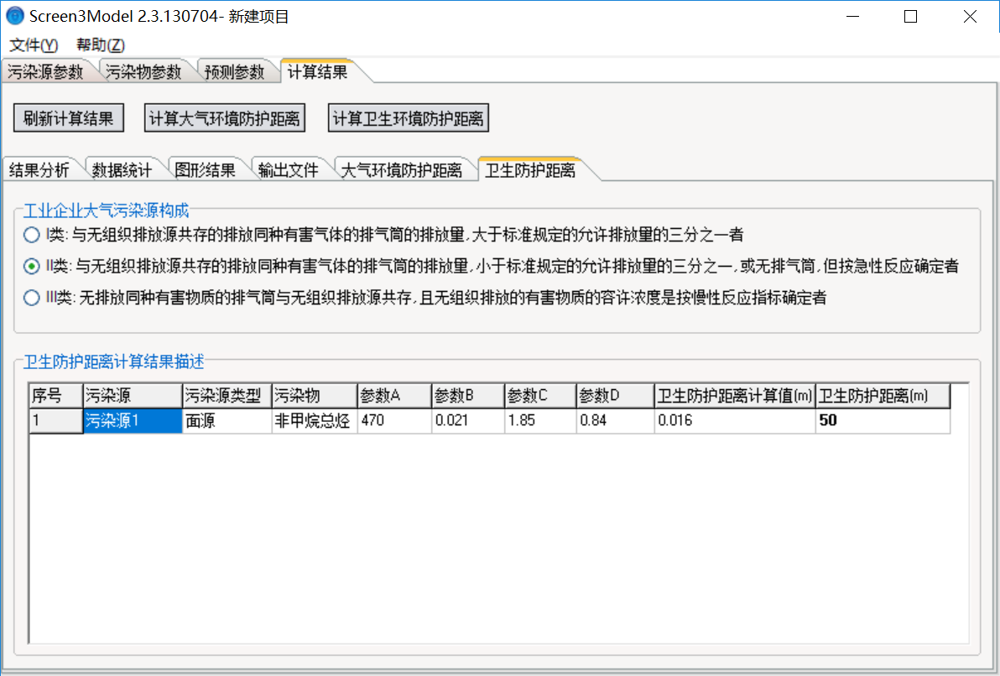 Screen3Model 2.3.130704- 新建项目
文件(Y) 帮助(Z)
污染源参数 污染物参数 预测参数 计算结果
刷新计算结果 计算大气环境防护距离 计算卫生环境防护距离
结果分析 数据统计 图形结果 输出文件 大气环境防护距离 卫生防护距离
工业企业大气污染源构成
I类: 与无组织排放源共存的排放同种有害气体的排气筒的排放量,大于标准规定的允许排放量的三分之一者
II类: 与无组织排放源共存的排放同种有害气体的排气筒的排放量,小于标准规定的允许排放量的三分之一,或无排气筒,但按急性反应确定者
III类: 无排放同种有害物质的排气筒与无组织排放源共存,且无组织排放的有害物质的容许浓度是按慢性反应指标确定者
卫生防护距离计算结果描述
序号 污染源 污染源类型 污染物 参数A 参数B 参数C 参数D 卫生防护距离计算值(m) 卫生防护距离(m)
1 污染源1 面源 非甲烷总烃 470 0.021 1.85 0.84 0.016 50